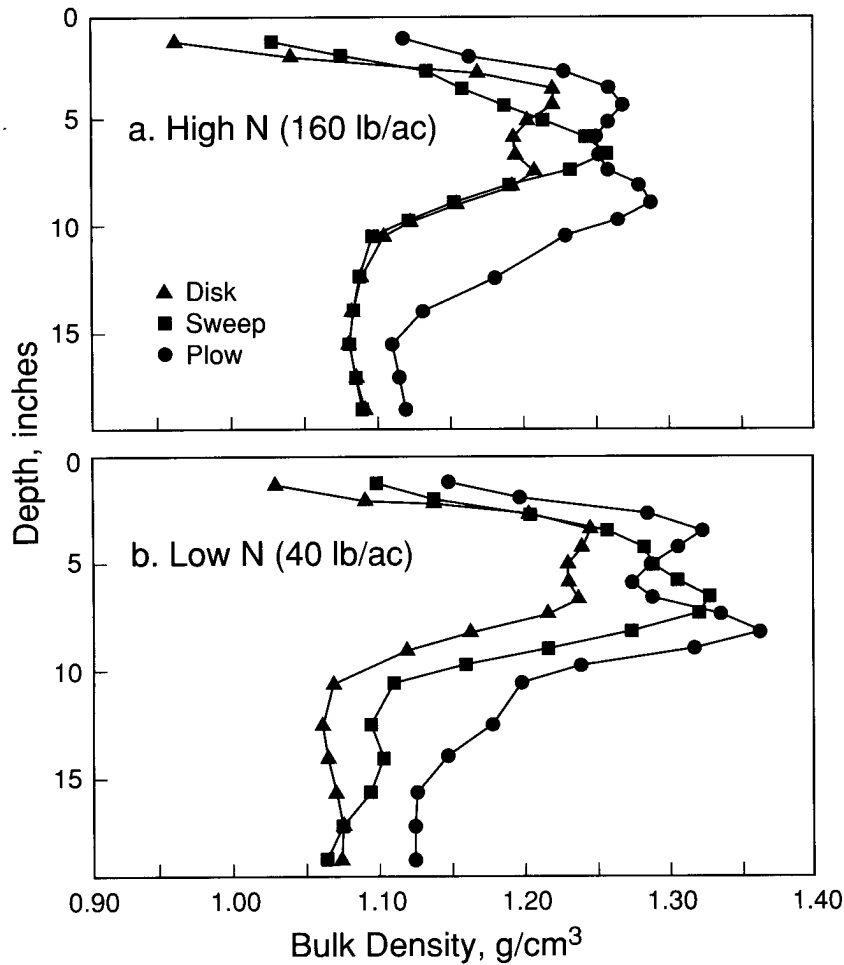 0
5
10
15
a. High N (160 lb/ac)
Disk
Sweep
Plow
Depth, inches
0
5
10
15
b. Low N (40 lb/ac)
0.90 1.00 1.10 1.20 1.30 1.40
Bulk Density, g/cm³